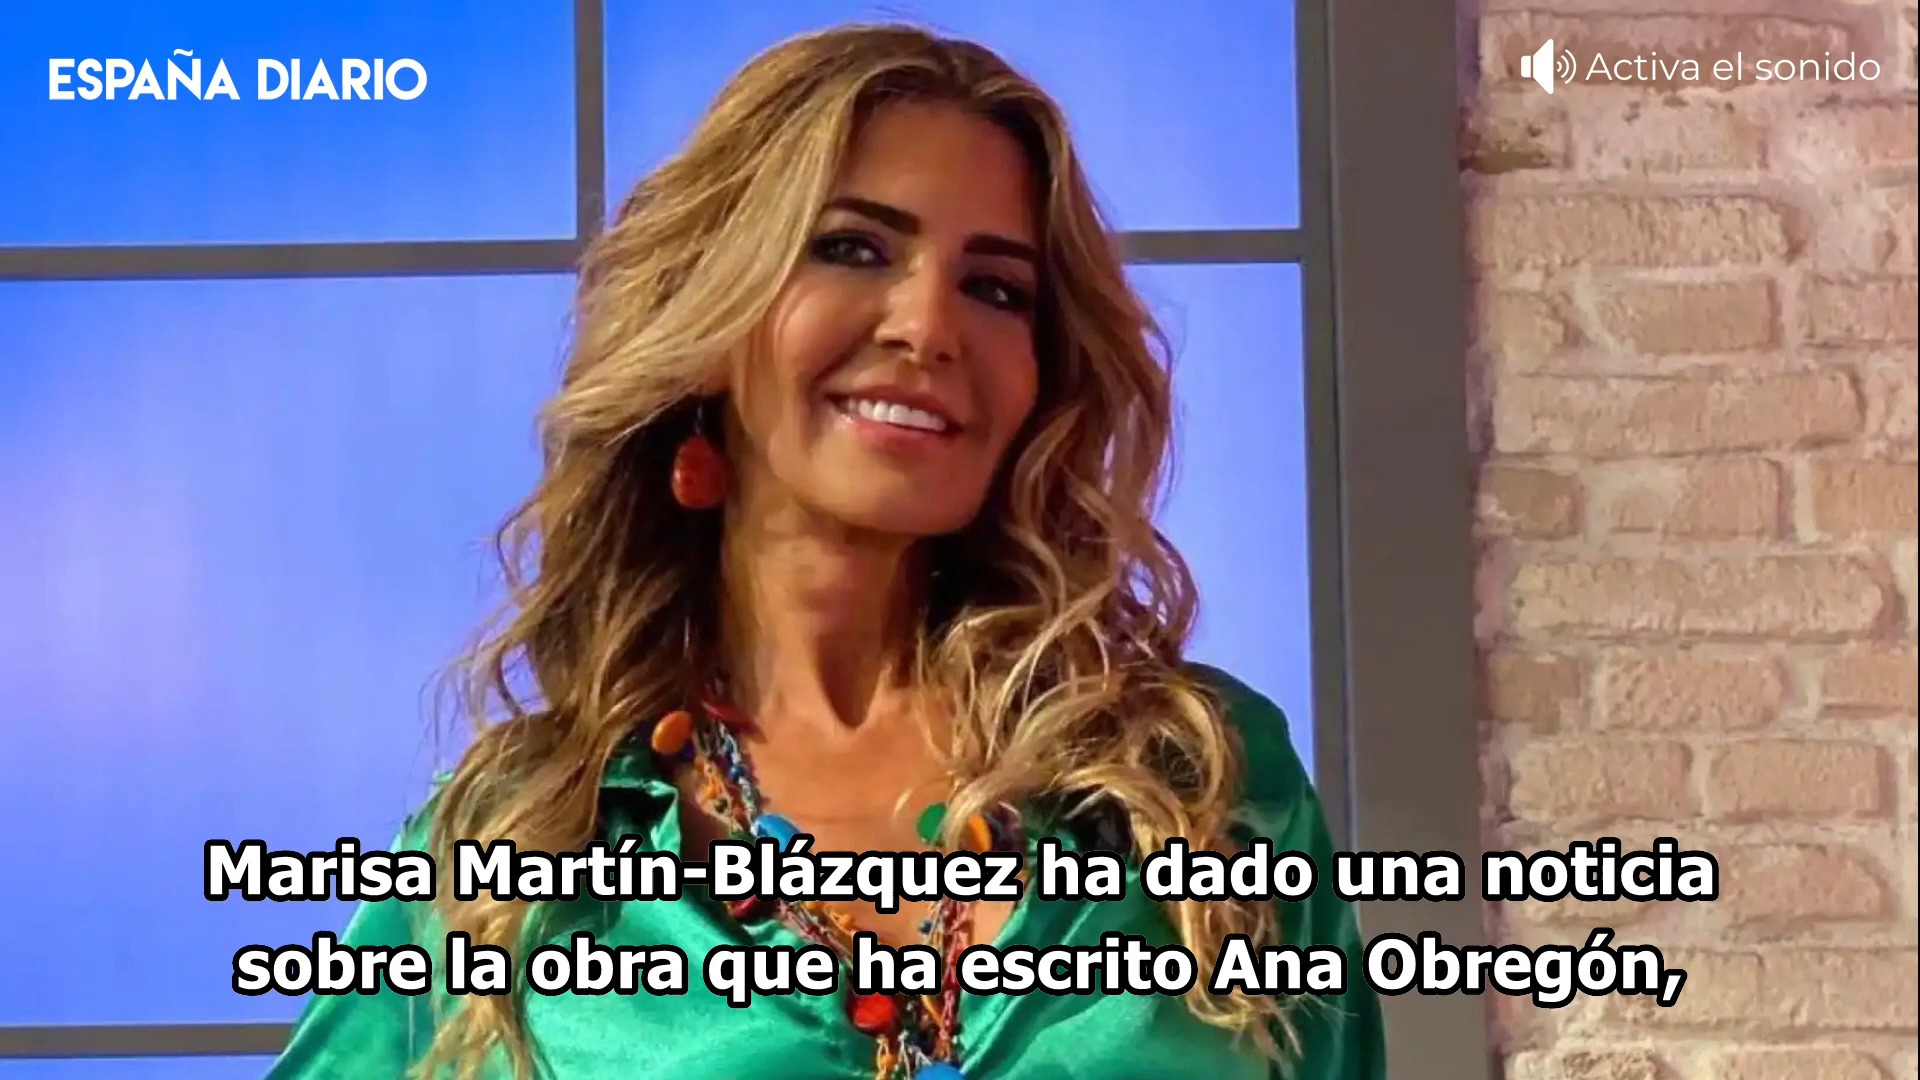 ESPAÑA DIARIO
Activa el sonido
Marisa Martín-Blázquez ha dado una noticia
sobre la obra que ha escrito Ana Obregón,